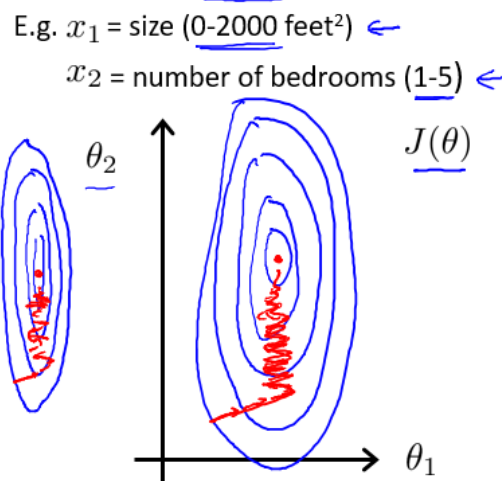 E.g. x₁ = size (0-2000 feet²)
x₂ = number of bedrooms (1-5)
θ₂
J(θ)
θ₁